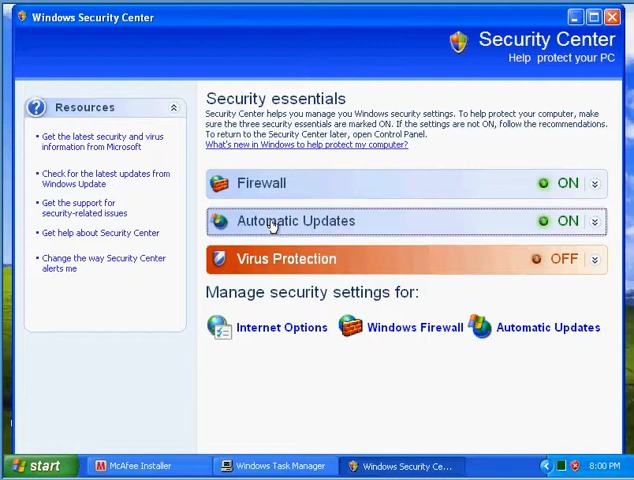 Windows Security Center
Security Center
Help protect your PC
Resources
Get the latest security and virus
information from Microsoft
Check for the latest updates from
Windows Update
Get the support for
security-related issues
Get help about Security Center
Change the way Security Center
alerts me
Security essentials
Security Center helps you manage you Windows security settings. To help protect your computer, make
sure the three security essentials are marked ON. If the settings are not ON, follow the recommendations.
To return to the Security Center later, open Control Panel.
What's new in Windows to help protect my computer?
Firewall ON
Automatic Updates ON
Virus Protection OFF
Manage security settings for:
Internet Options Windows Firewall Automatic Updates
start McAfee Installer Windows Task Manager Windows Security Ce... 8:00 PM